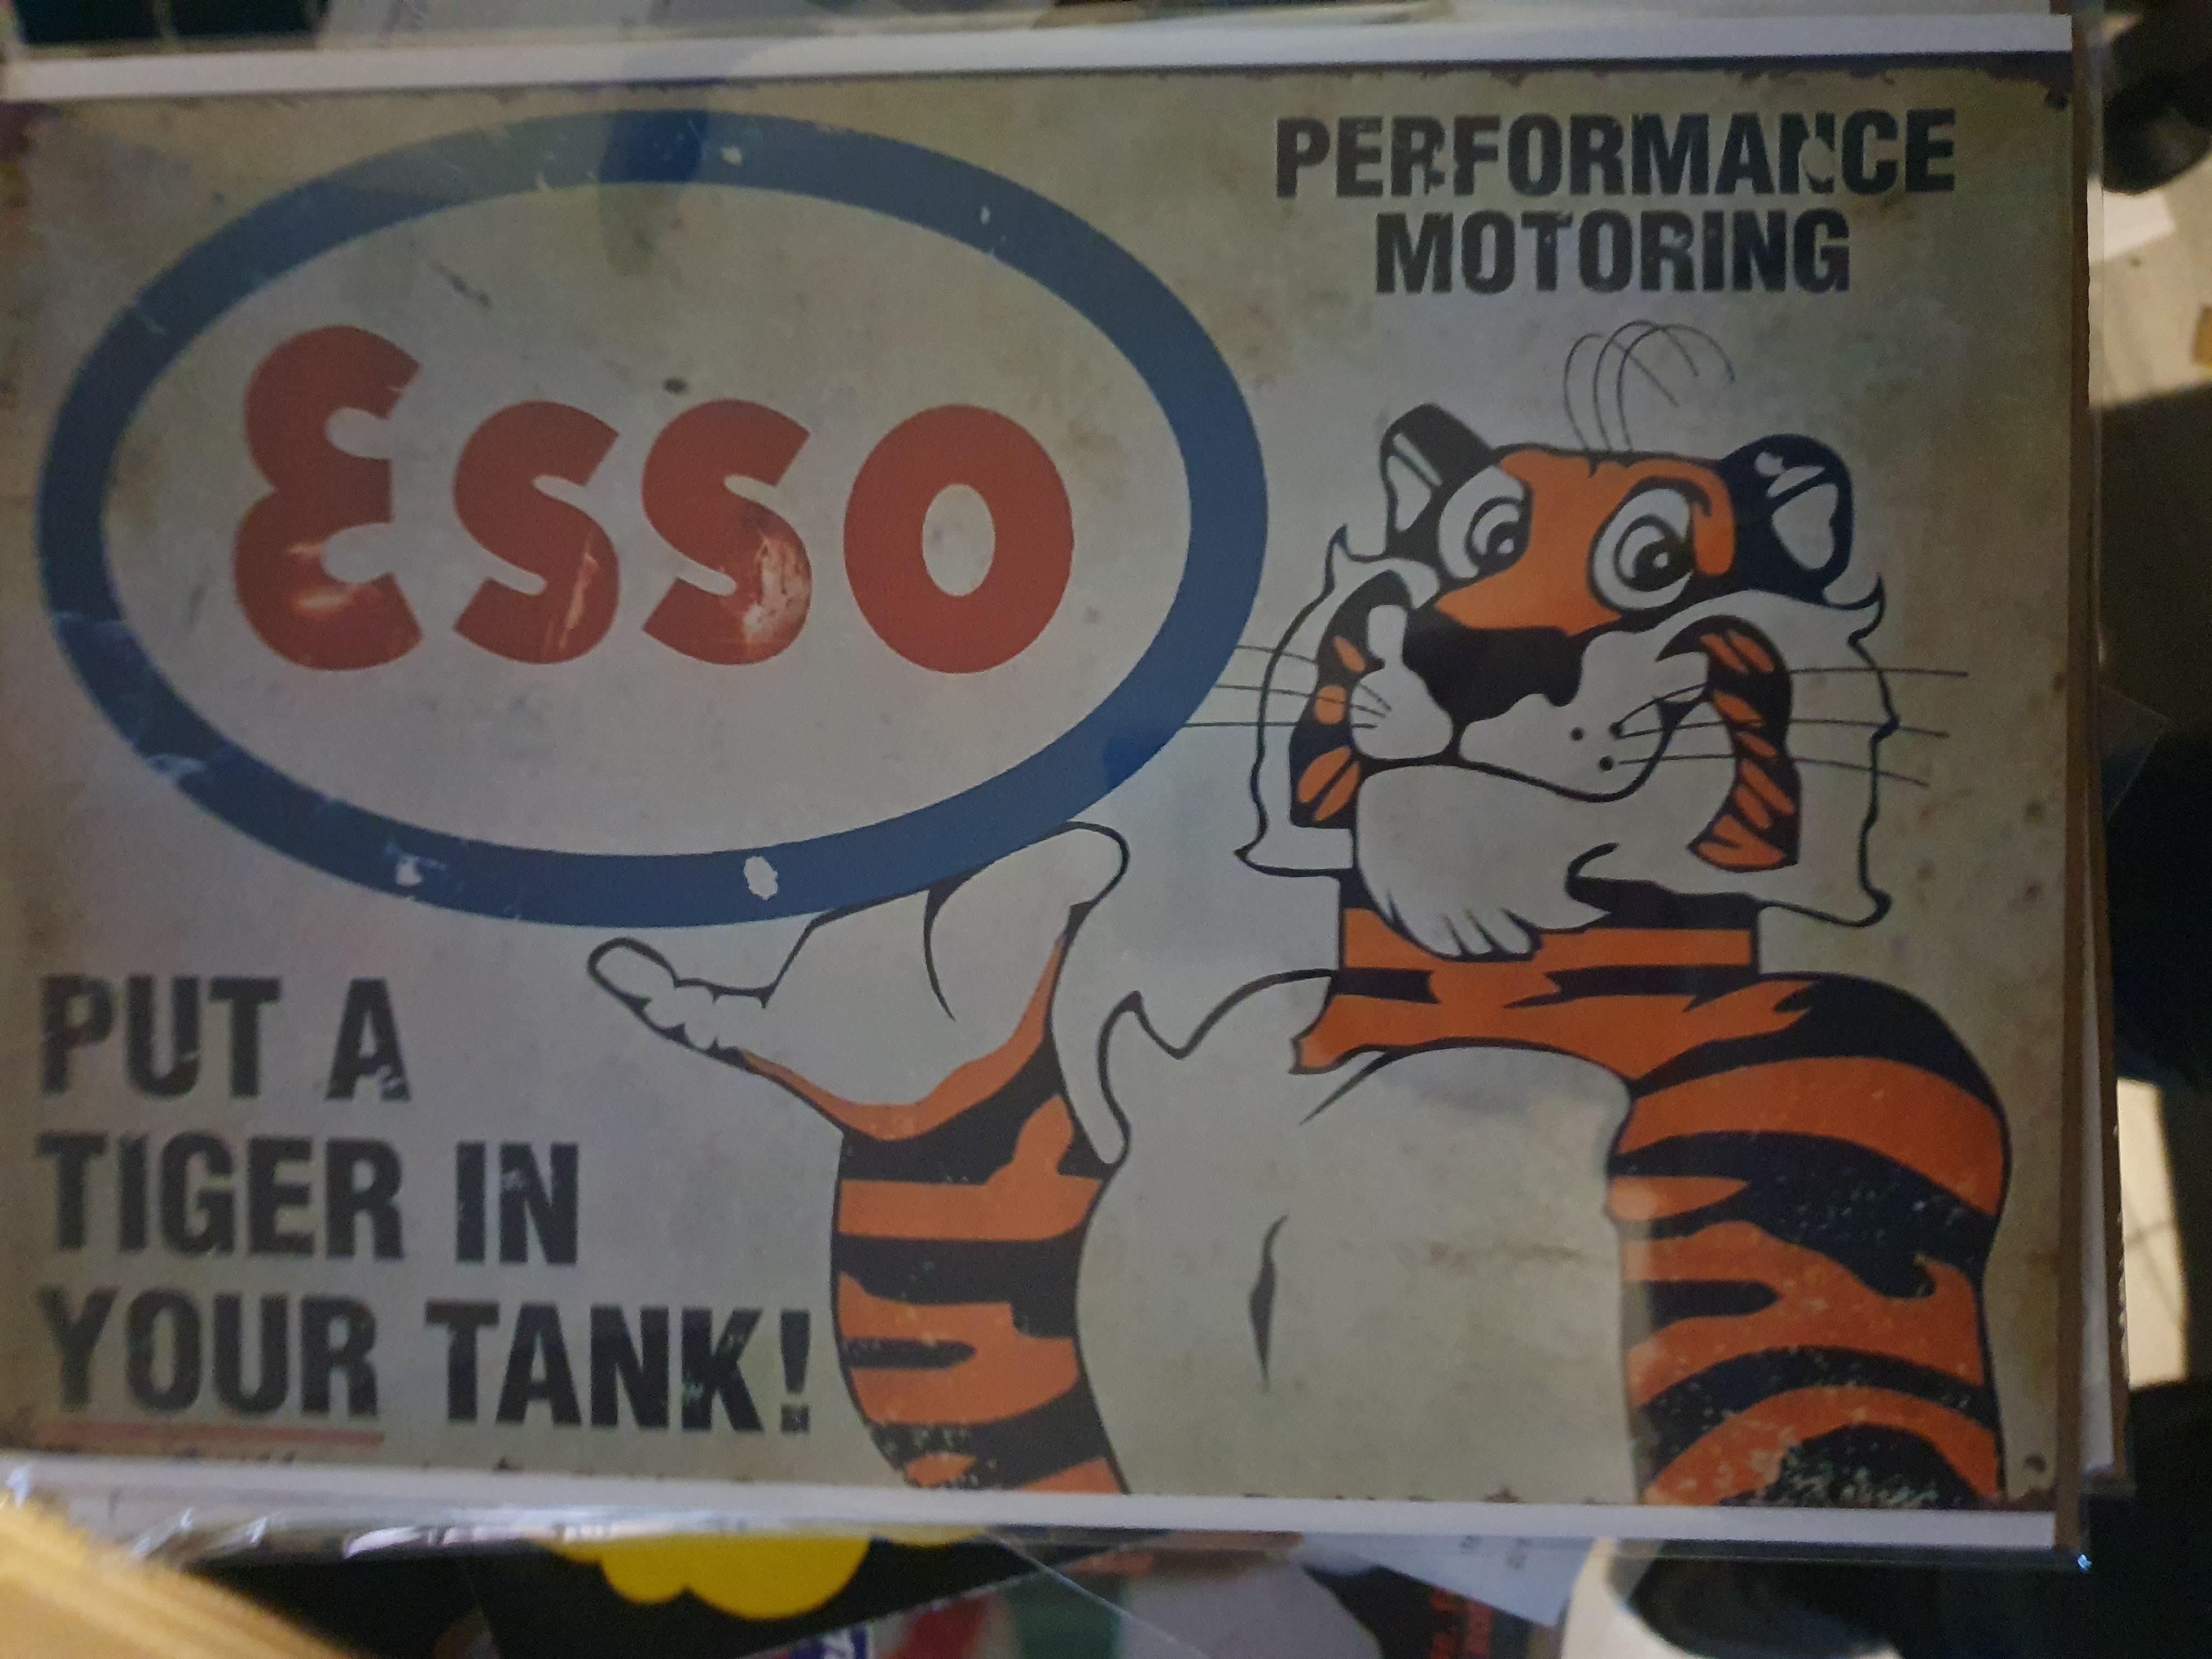 Esso
PERFORMANCE
MOTORING
PUT A
TIGER IN
YOUR TANK!